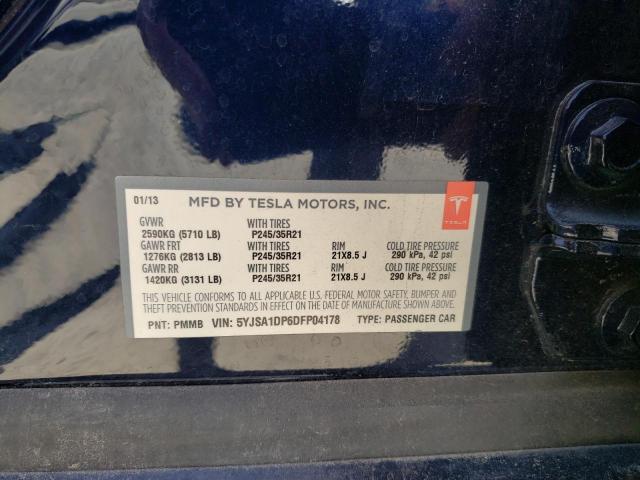 01/13 MFD BY TESLA MOTORS, INC.
GVWR WITH TIRES
2590KG (5710 LB) P245/35R21
GAWR FRT WITH TIRES RIM COLD TIRE PRESSURE
1276KG (2813 LB) P245/35R21 21X8.5 J 290 kPa, 42 psi
GAWR RR WITH TIRES RIM COLD TIRE PRESSURE
1420KG (3131 LB) P245/35R21 21X8.5 J 290 kPa, 42 psi
THIS VEHICLE CONFORMS TO ALL APPLICABLE U.S. FEDERAL MOTOR SAFETY, BUMPER AND
THEFT PREVENTION STANDARDS IN EFFECT ON THE DATE OF MANUFACTURE SHOWN ABOVE.
PNT: PMMB VIN: 5YJSA1DP6DFP04178 TYPE: PASSENGER CAR